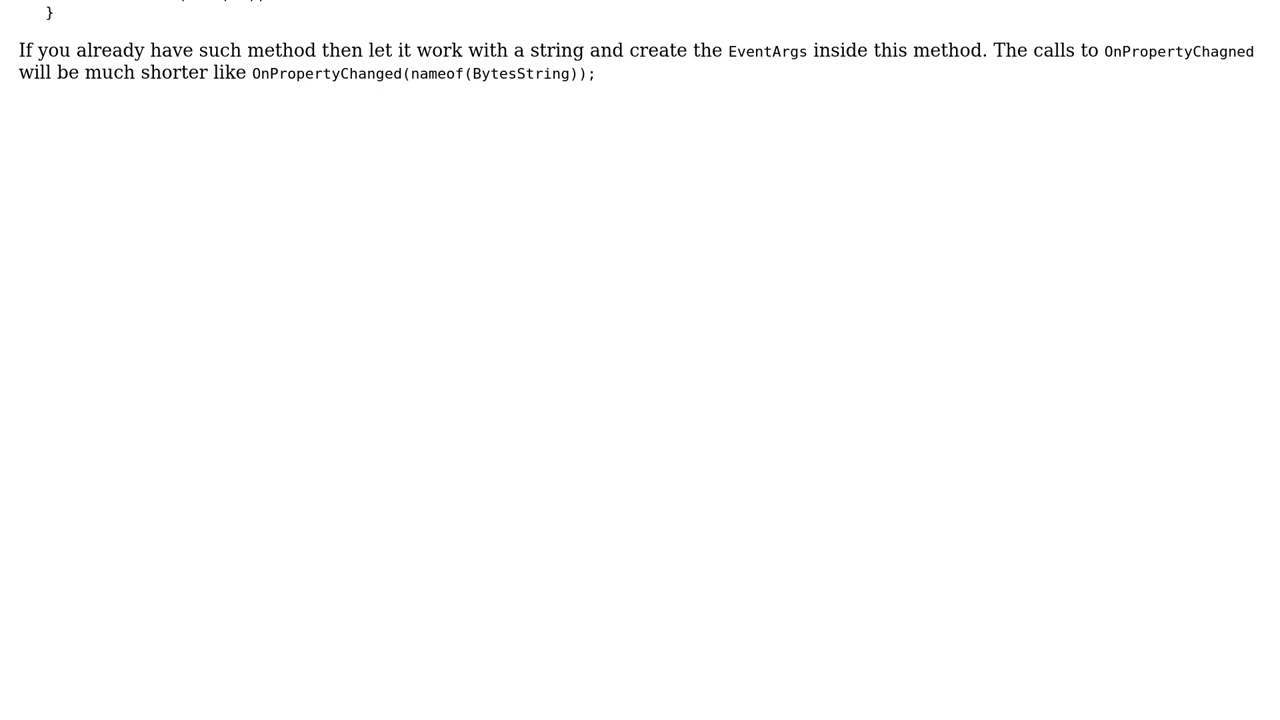 }
If you already have such method then let it work with a string and create the EventArgs inside this method. The calls to OnPropertyChagned
will be much shorter like OnPropertyChanged(nameof(BytesString));